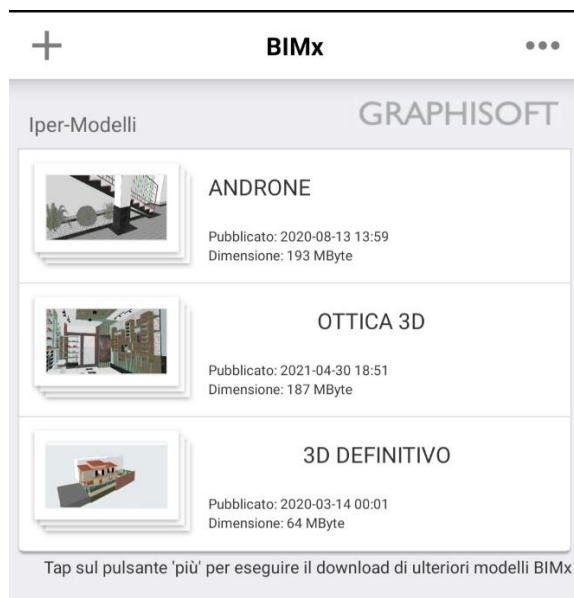 BIMx
Iper-Modelli
GRAPHISOFT
ANDRONE
Pubblicato: 2020-08-13 13:59
Dimensione: 193 MByte
OTTICA 3D
Pubblicato: 2021-04-30 18:51
Dimensione: 187 MByte
3D DEFINITIVO
Pubblicato: 2020-03-14 00:01
Dimensione: 64 MByte
Tap sul pulsante 'più' per eseguire il download di ulteriori modelli BIMx